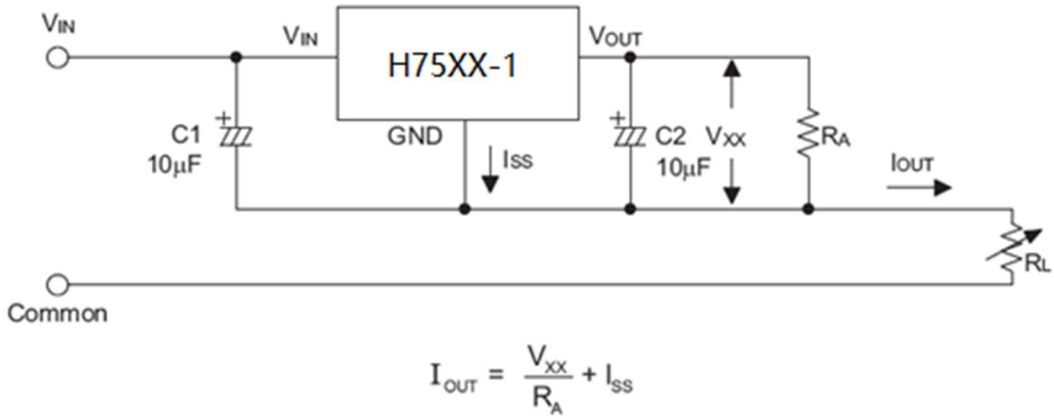 VIN
VIN
H75XX-1
VOUT
GND
C1
10µF
ISS
C2
10µF
VXX
RA
IOUT
RL
Common
IOUT = VXX/RA + ISS